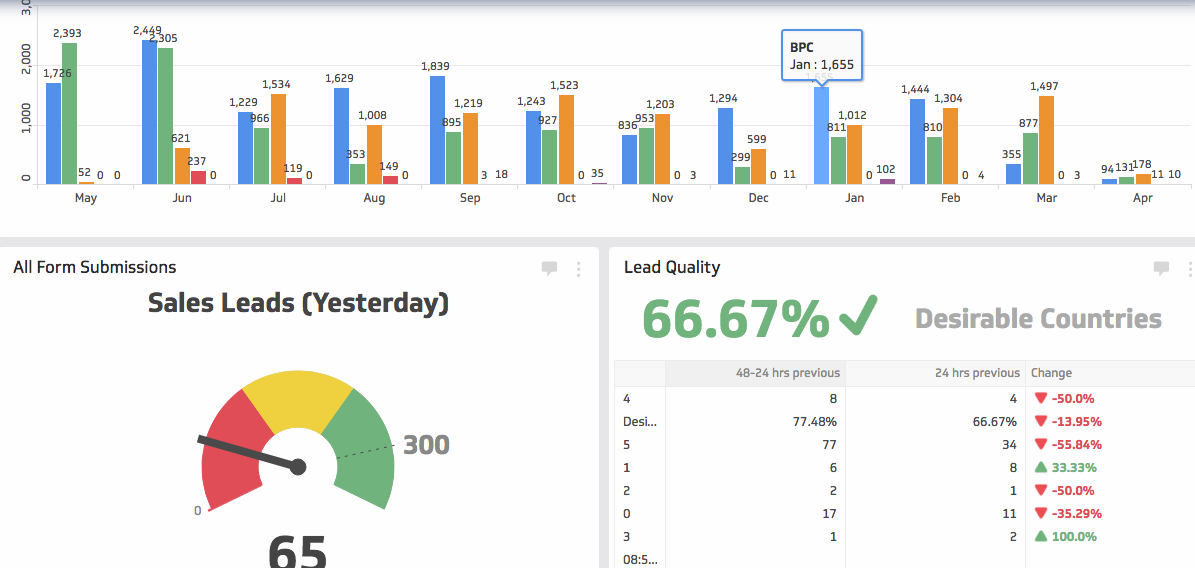 3,0
2,000
1,000
0
1,726 2,393 52 0 0
2,449 2,305 621 237 0
1,229 966 1,534 119 0
1,629 353 1,008 149 0
1,839 895 1,219 3 18
1,243 927 1,523 0 35
836 953 1,203 0 3
1,294 299 599 0 11
BPC
Jan : 1,655
1,655 811 1,012 0 102
1,444 810 1,304 0 4
355 877 1,497 0 3
94 131 178 11 10
May Jun Jul Aug Sep Oct Nov Dec Jan Feb Mar Apr
All Form Submissions
Sales Leads (Yesterday)
300
0
65
Lead Quality
66.67% Desirable Countries
48-24 hrs previous 24 hrs previous Change
4 8 4 -50.0%
Desi... 77.48% 66.67% -13.95%
5 77 34 -55.84%
1 6 8 33.33%
2 2 1 -50.0%
0 17 11 -35.29%
3 1 2 100.0%
08:5...